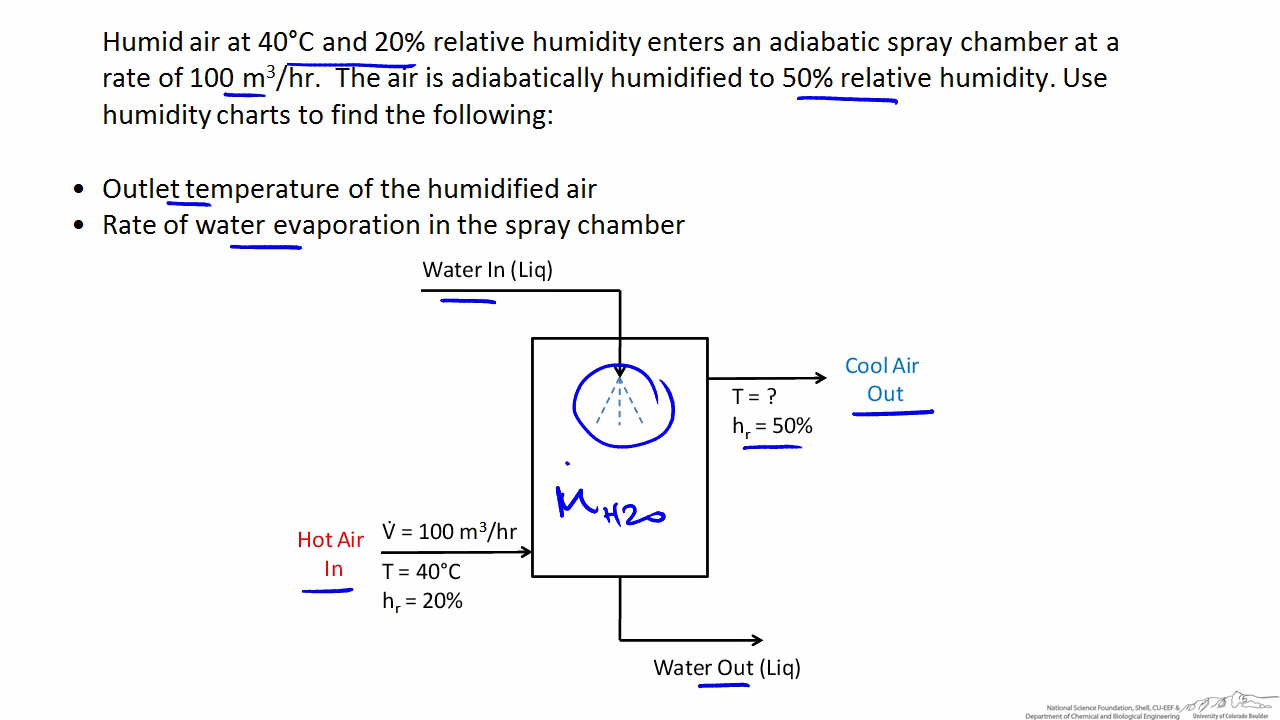 Humid air at 40°C and 20% relative humidity enters an adiabatic spray chamber at a
rate of 100 m³/hr. The air is adiabatically humidified to 50% relative humidity. Use
humidity charts to find the following:
• Outlet temperature of the humidified air
• Rate of water evaporation in the spray chamber
Water In (Liq)
Cool Air
Out
T = ?
hr = 50%
ṁH2O
Hot Air
In
V̇ = 100 m³/hr
T = 40°C
hr = 20%
Water Out (Liq)
National Science Foundation, Shell, CU-EEF &
Department of Chemical and Biological Engineering
University of Colorado Boulder